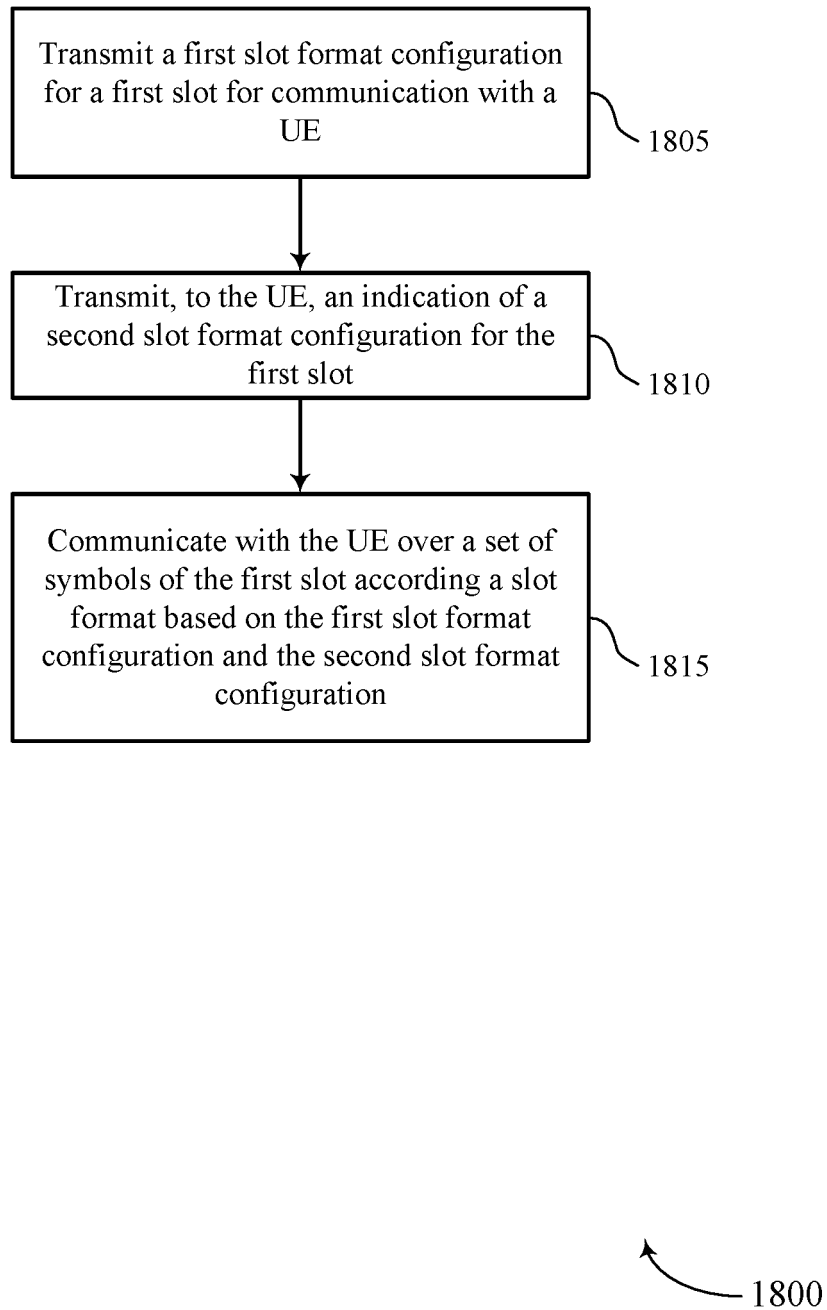 Transmit a first slot format configuration
for a first slot for communication with a
UE
1805
Transmit, to the UE, an indication of a
second slot format configuration for the
first slot
1810
Communicate with the UE over a set of
symbols of the first slot according a slot
format based on the first slot format
configuration and the second slot format
configuration
1815
1800